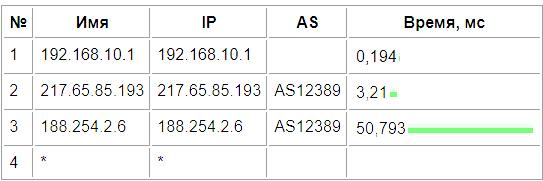 № Имя IP AS Время, мс
1 192.168.10.1 192.168.10.1 0,194
2 217.65.85.193 217.65.85.193 AS12389 3,21
3 188.254.2.6 188.254.2.6 AS12389 50,793
4 * *